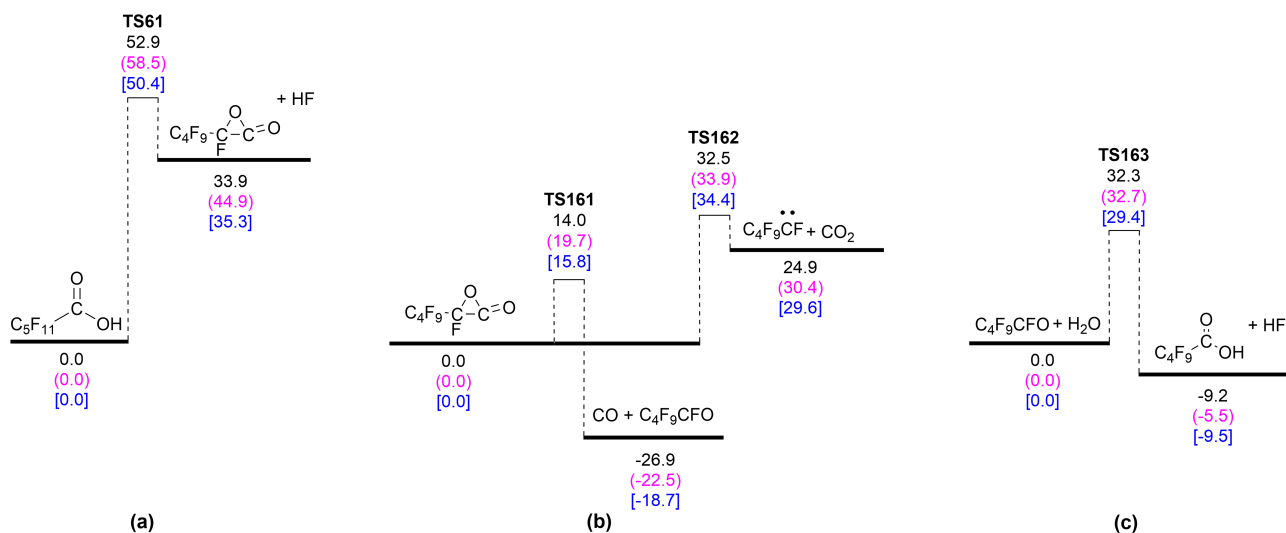 TS61
52.9
(58.5)
[50.4]
+ HF
O
C4F9 C C O
F
33.9
(44.9)
[35.3]
O
C
C5F11 OH
0.0
(0.0)
[0.0]
(a)
TS161
14.0
(19.7)
[15.8]
TS162
32.5
(33.9)
[34.4]
C4F9CF + CO2
24.9
(30.4)
[29.6]
O
C4F9 C C O
F
0.0
(0.0)
[0.0]
CO + C4F9CFO
-26.9
(-22.5)
[-18.7]
(b)
TS163
32.3
(32.7)
[29.4]
C4F9CFO + H2O
0.0
(0.0)
[0.0]
O
C
C4F9 OH
+ HF
-9.2
(-5.5)
[-9.5]
(c)